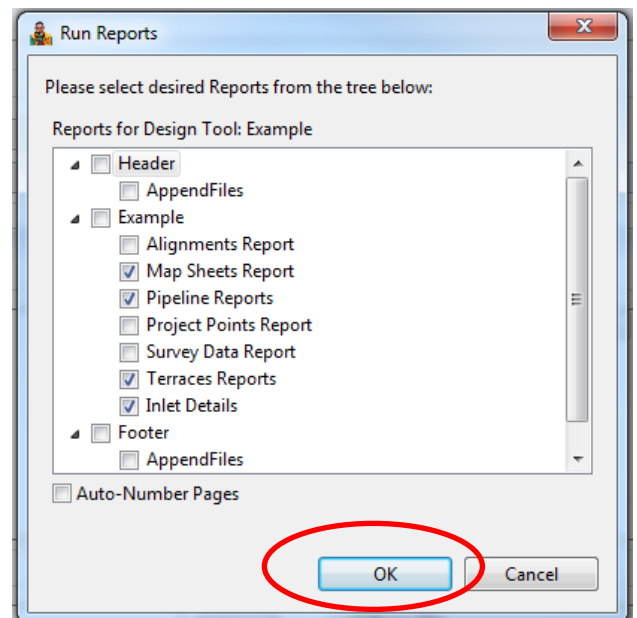 Run Reports
Please select desired Reports from the tree below:
Reports for Design Tool: Example
Header
AppendFiles
Example
Alignments Report
Map Sheets Report
Pipeline Reports
Project Points Report
Survey Data Report
Terraces Reports
Inlet Details
Footer
AppendFiles
Auto-Number Pages
OK Cancel